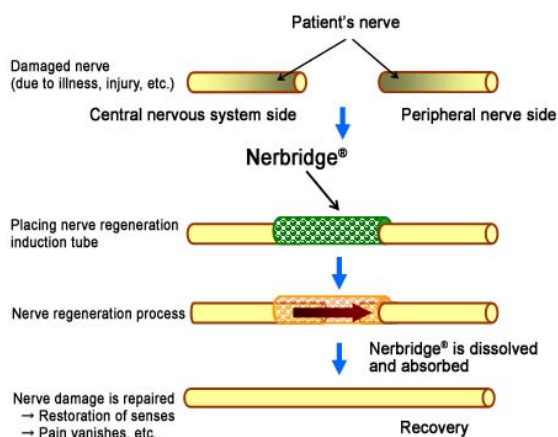 Patient's nerve
Damaged nerve
(due to illness, injury, etc.)
Central nervous system side
Peripheral nerve side
Nerbridge®
Placing nerve regeneration
induction tube
Nerve regeneration process
Nerbridge® is dissolved
and absorbed
Nerve damage is repaired
→ Restoration of senses
→ Pain vanishes, etc.
Recovery